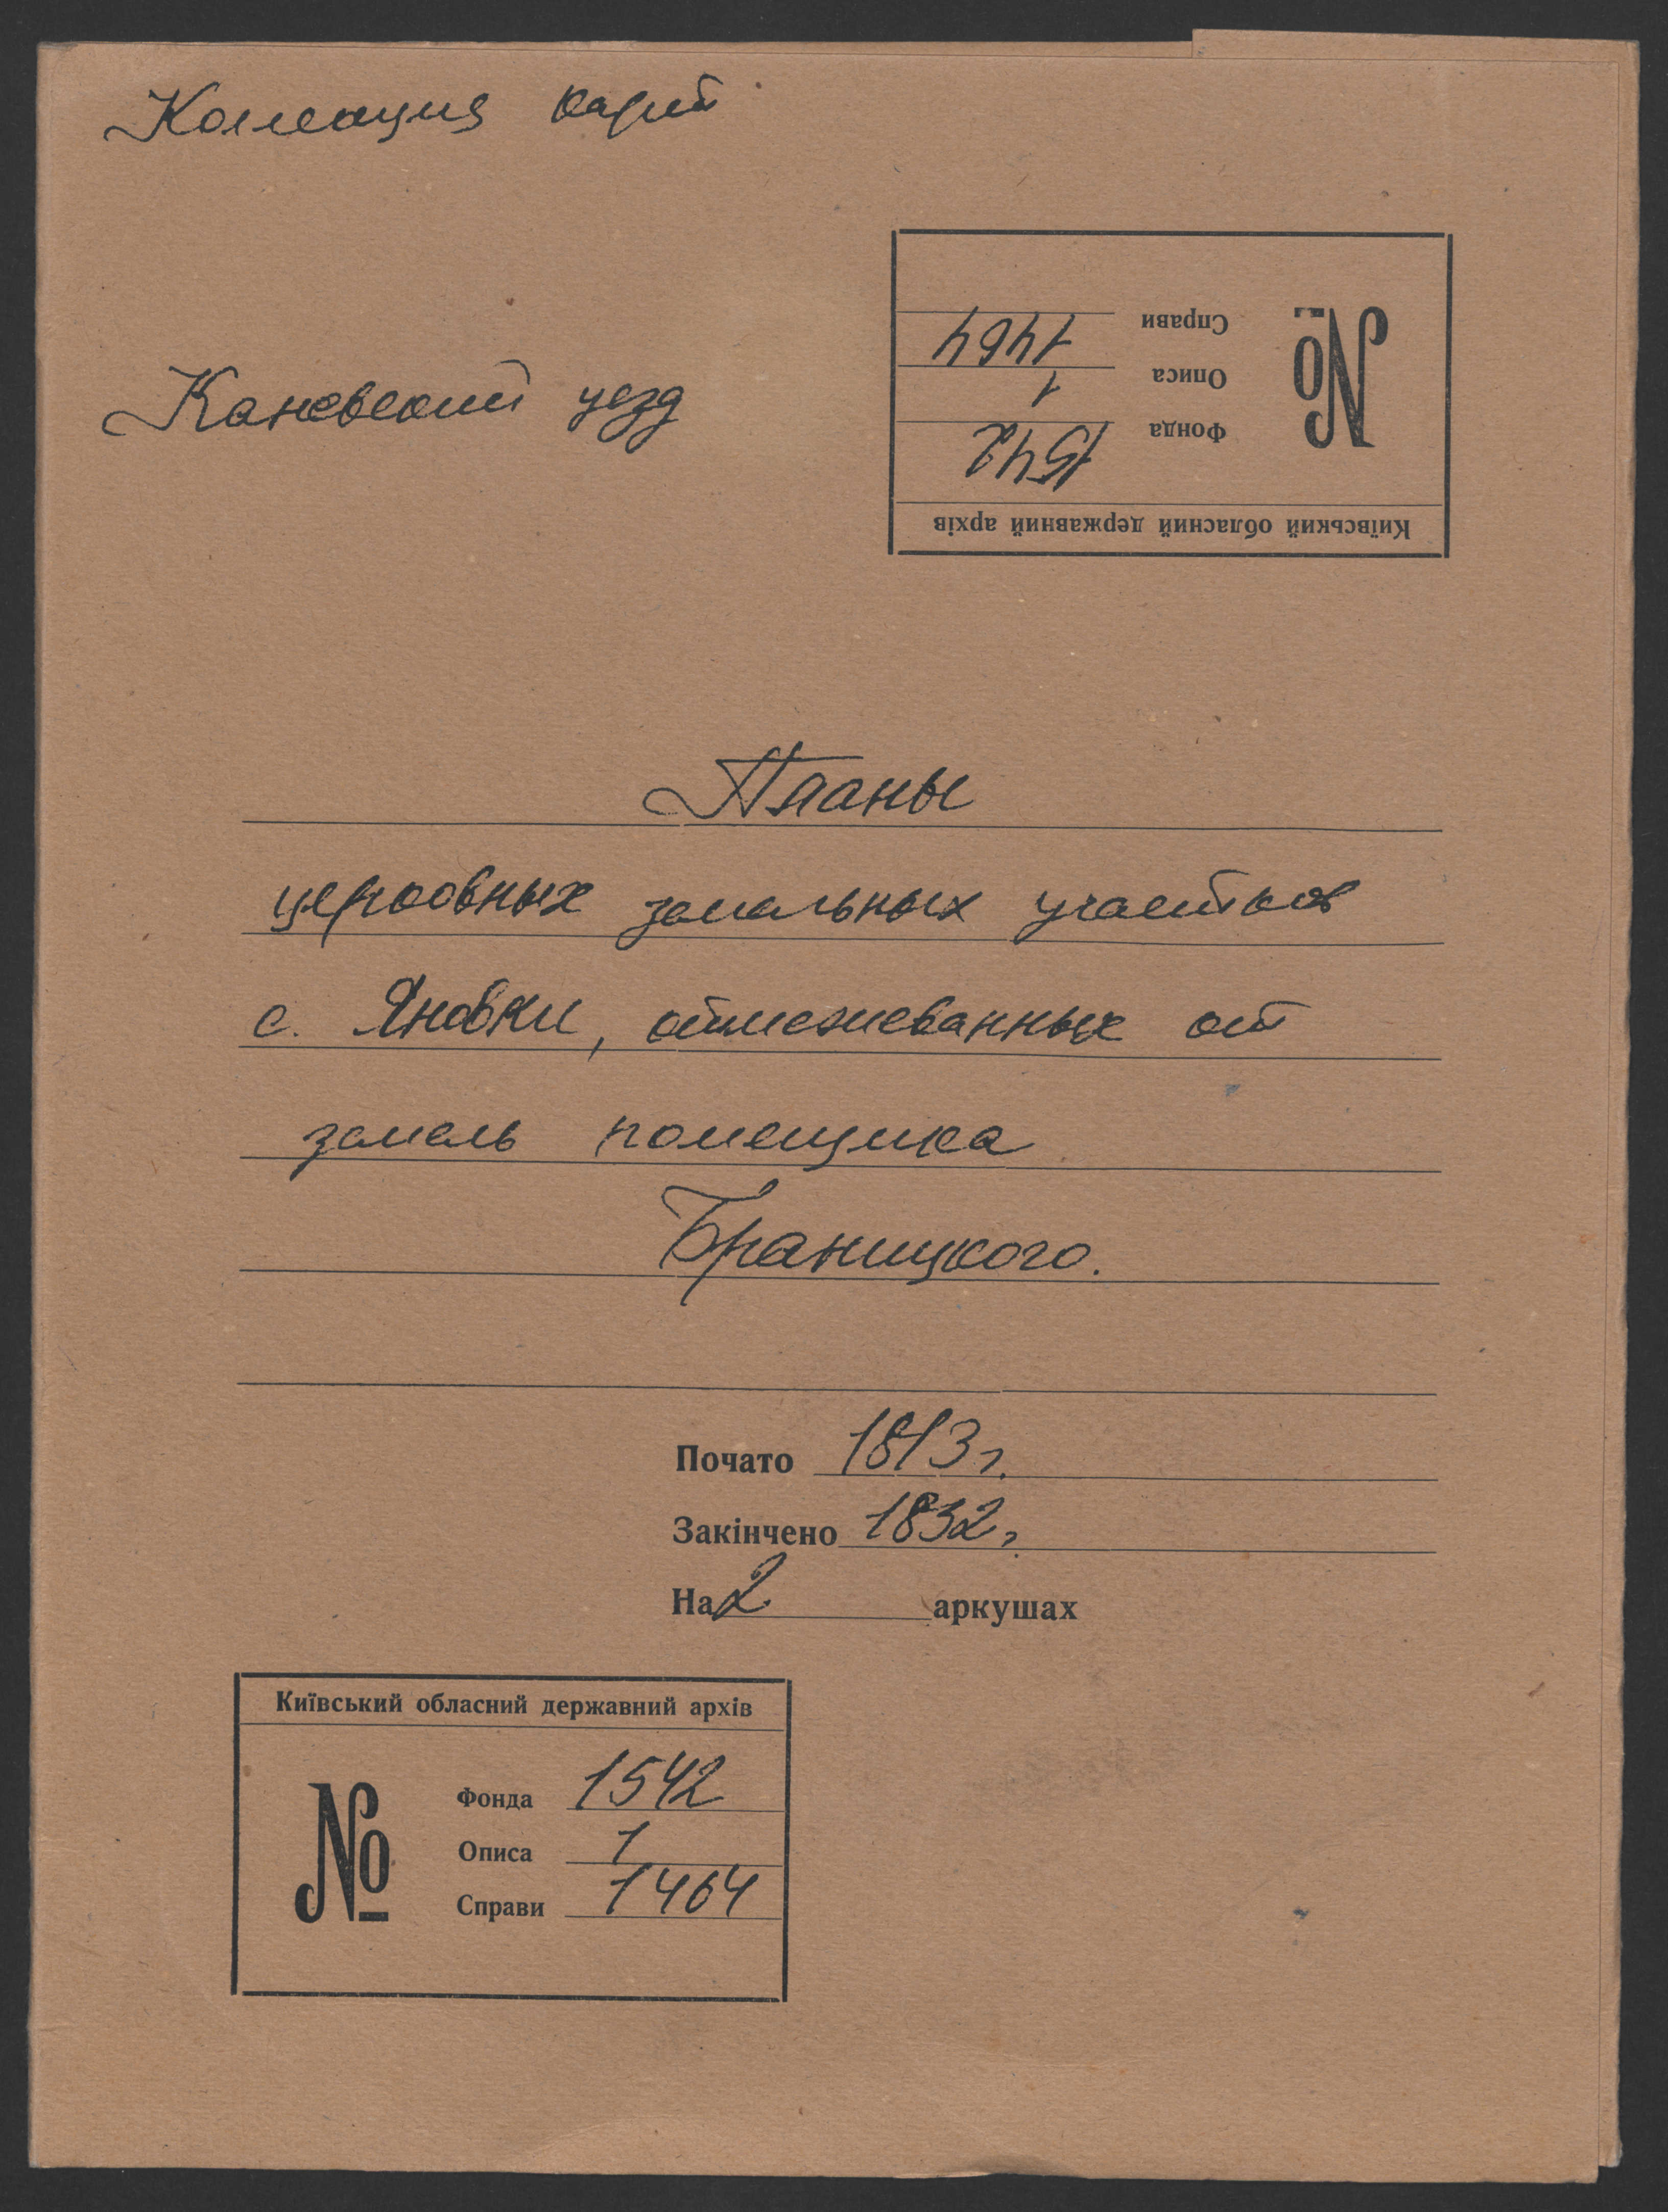 Коллекция карт
Каневский уезд
Київський обласний державний архів
№
Фонда 1542
Описа 1
Справи 1464
Планы
церковных земельных участков
с. Яновки, отмежеванных от
земель помещика
Браницкого.
Почато 1813 г.
Закінчено 1832 г.
На 2 аркушах
Київський обласний державний архів
№
Фонда 1542
Описа 1
Справи 1464